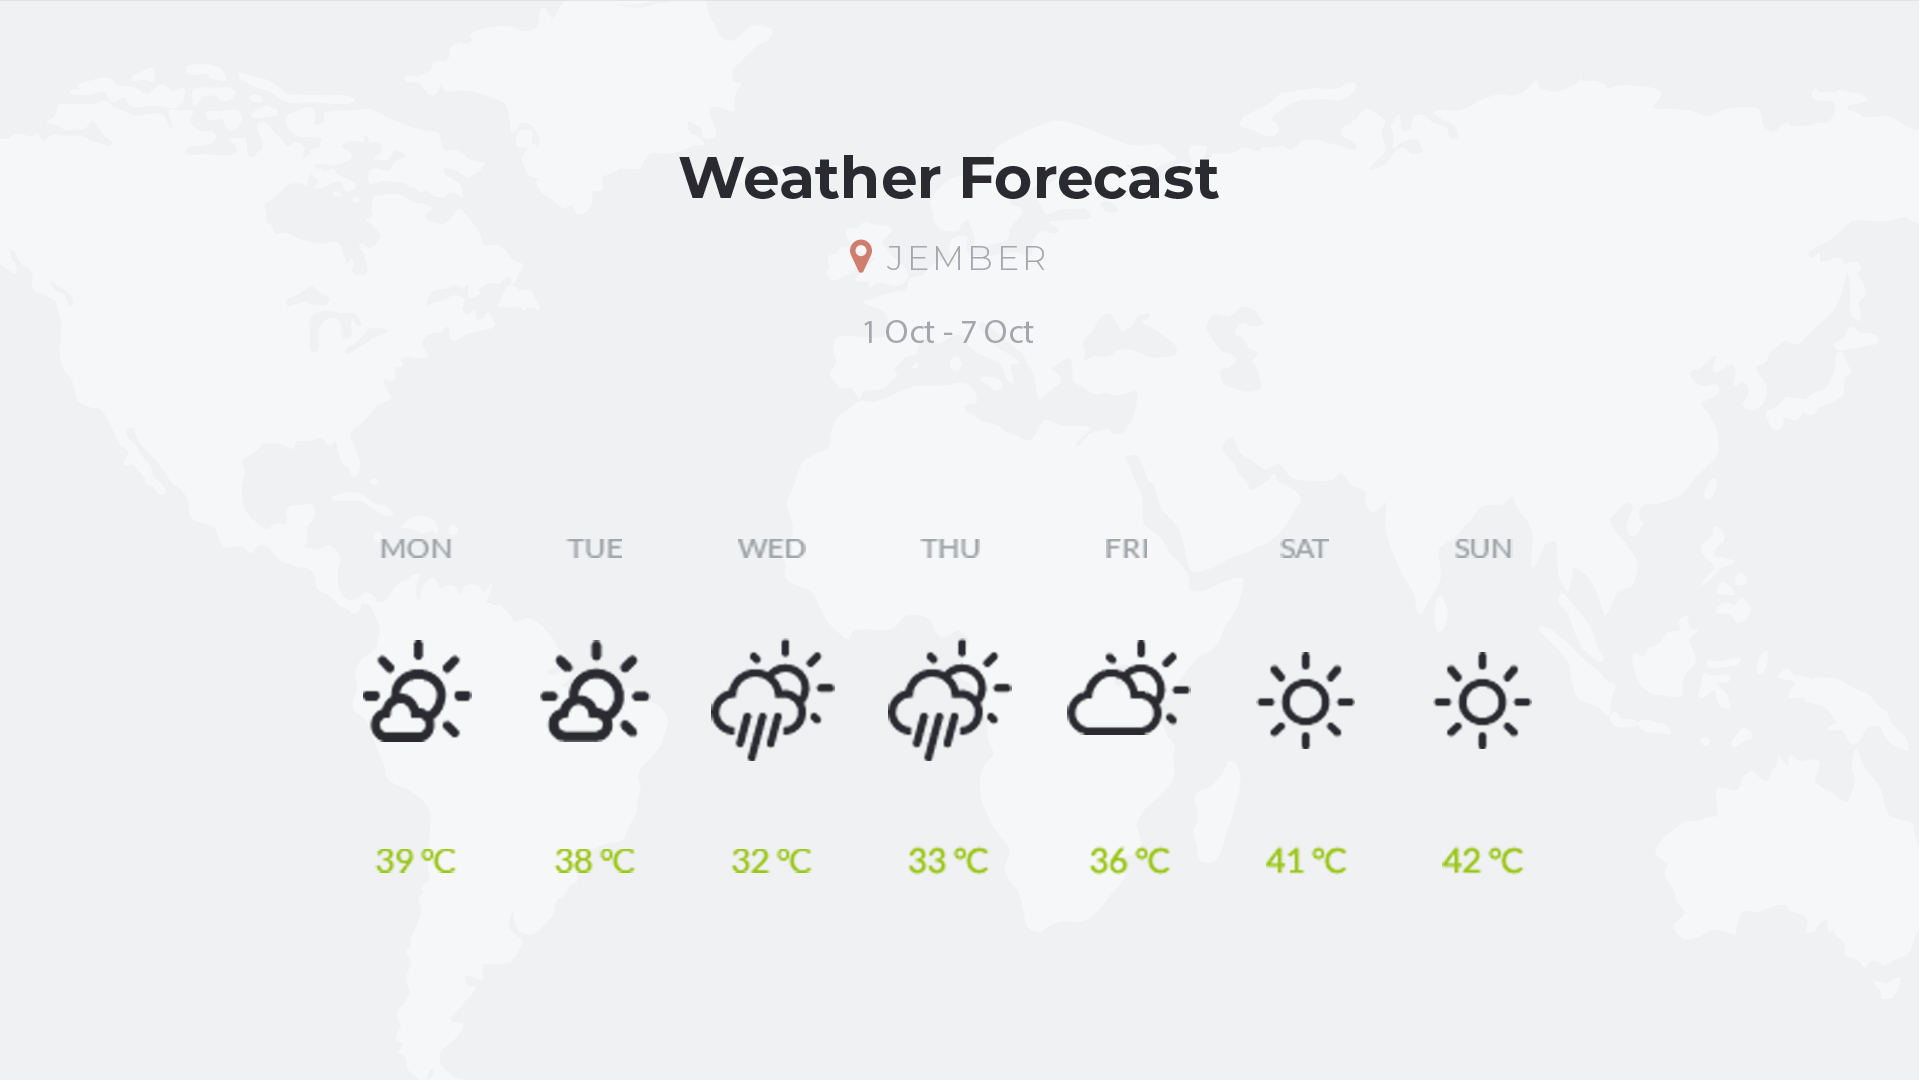 Weather Forecast
JEMBER
1 Oct - 7 Oct
MON TUE WED THU FRI SAT SUN
39 °C 38 °C 32 °C 33 °C 36 °C 41 °C 42 °C